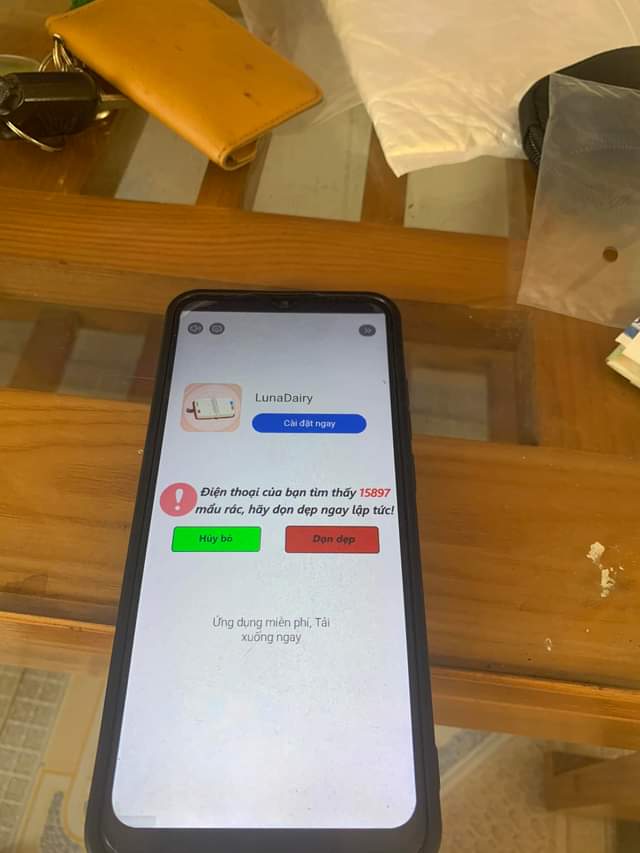 LunaDairy
Cài đặt ngay
Điện thoại của bạn tìm thấy 15897
mẩu rác, hãy dọn dẹp ngay lập tức!
Hủy bỏ
Dọn dẹp
Ứng dụng miễn phí, Tải
xuống ngay